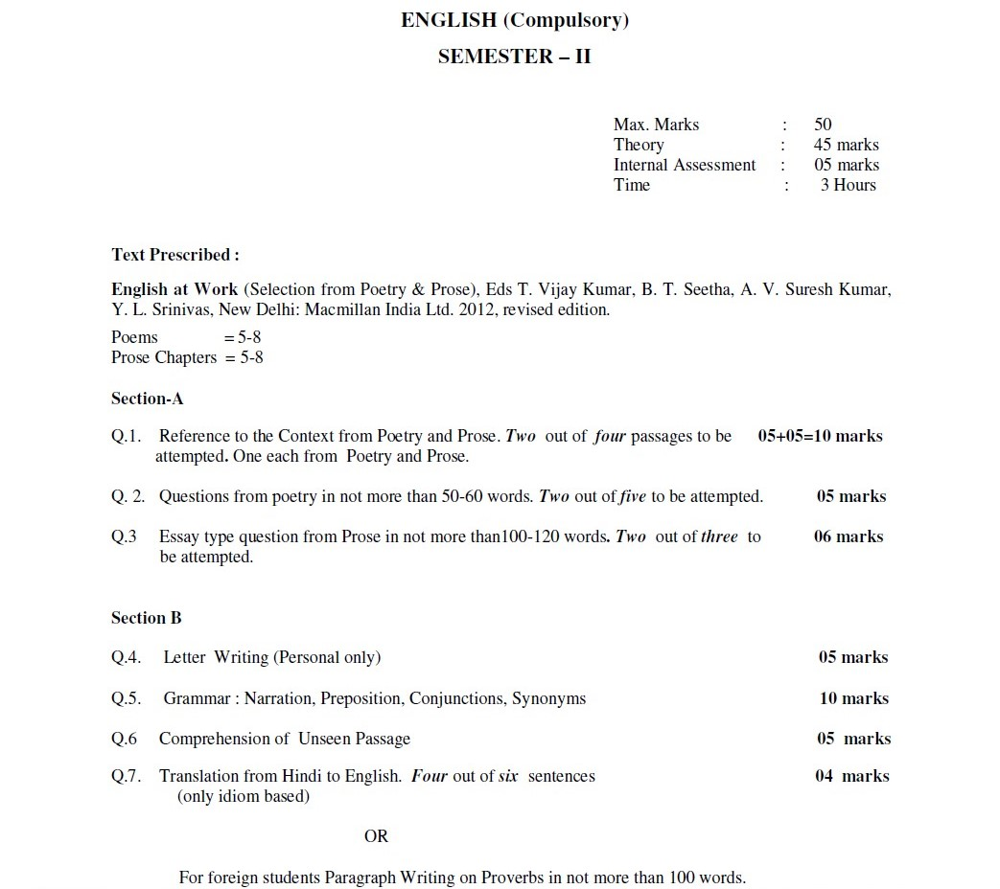 ENGLISH (Compulsory)
SEMESTER – II
Max. Marks : 50
Theory : 45 marks
Internal Assessment : 05 marks
Time : 3 Hours
Text Prescribed :
English at Work (Selection from Poetry & Prose), Eds T. Vijay Kumar, B. T. Seetha, A. V. Suresh Kumar,
Y. L. Srinivas, New Delhi: Macmillan India Ltd. 2012, revised edition.
Poems = 5-8
Prose Chapters = 5-8
Section-A
Q.1. Reference to the Context from Poetry and Prose. Two out of four passages to be 05+05=10 marks
attempted. One each from Poetry and Prose.
Q. 2. Questions from poetry in not more than 50-60 words. Two out of five to be attempted. 05 marks
Q.3 Essay type question from Prose in not more than100-120 words. Two out of three to 06 marks
be attempted.
Section B
Q.4. Letter Writing (Personal only) 05 marks
Q.5. Grammar : Narration, Preposition, Conjunctions, Synonyms 10 marks
Q.6 Comprehension of Unseen Passage 05 marks
Q.7. Translation from Hindi to English. Four out of six sentences 04 marks
(only idiom based)
OR
For foreign students Paragraph Writing on Proverbs in not more than 100 words.